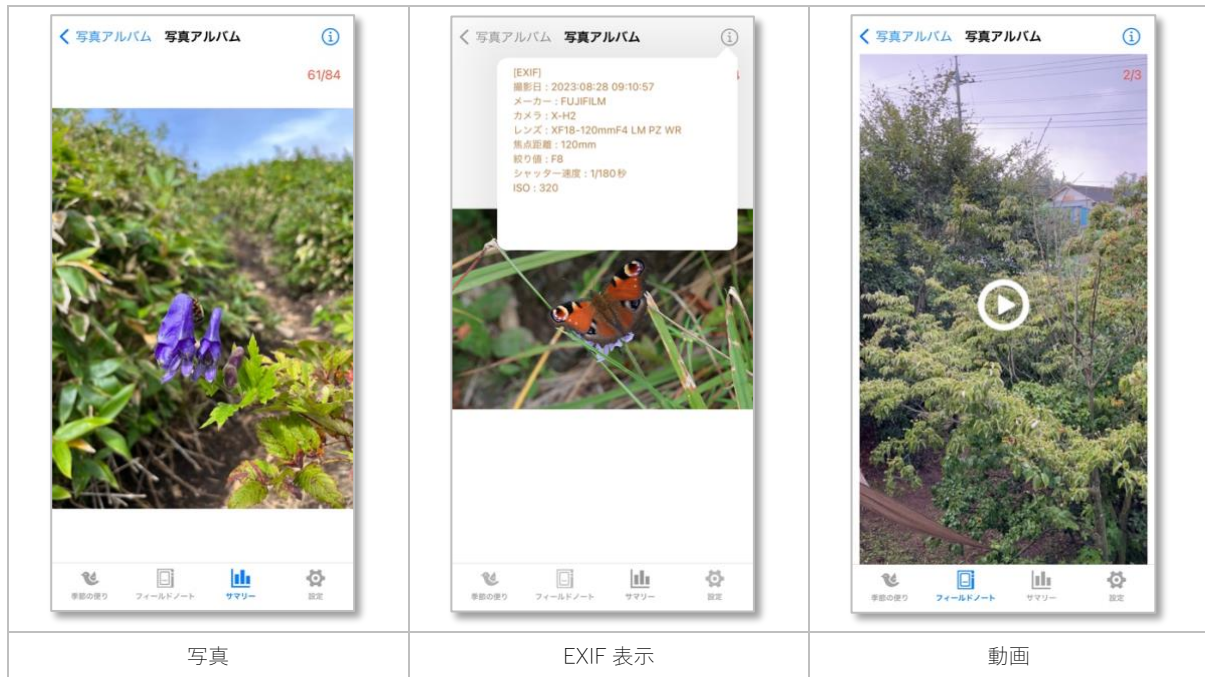 写真アルバム 写真アルバム
61/84
季節の便り フィールドノート サマリー 設定
写真
写真アルバム 写真アルバム
[EXIF]
撮影日 : 2023:08:28 09:10:57
メーカー : FUJIFILM
カメラ : X-H2
レンズ : XF18-120mmF4 LM PZ WR
焦点距離 : 120mm
絞り値 : F8
シャッター速度 : 1/180秒
ISO : 320
季節の便り フィールドノート サマリー 設定
EXIF 表示
写真アルバム 写真アルバム
2/3
季節の便り フィールドノート サマリー 設定
動画